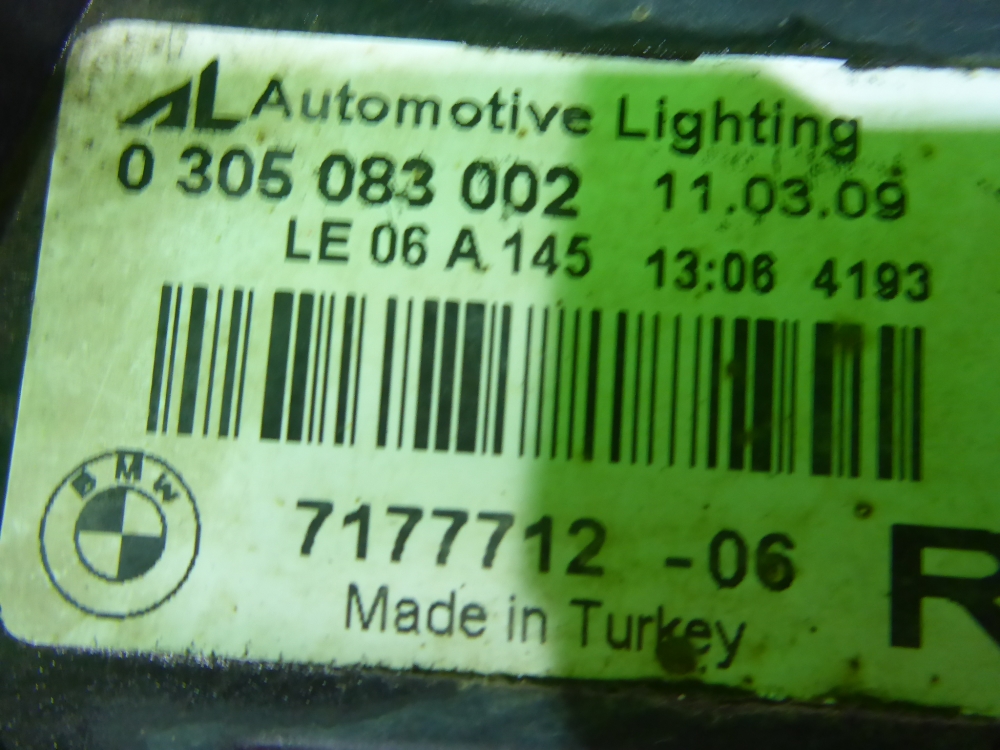 AL Automotive Lighting
0 305 083 002 11.03.09
LE 06 A 145 13:06 4193
BMW
7177712 -06
R
Made in Turkey